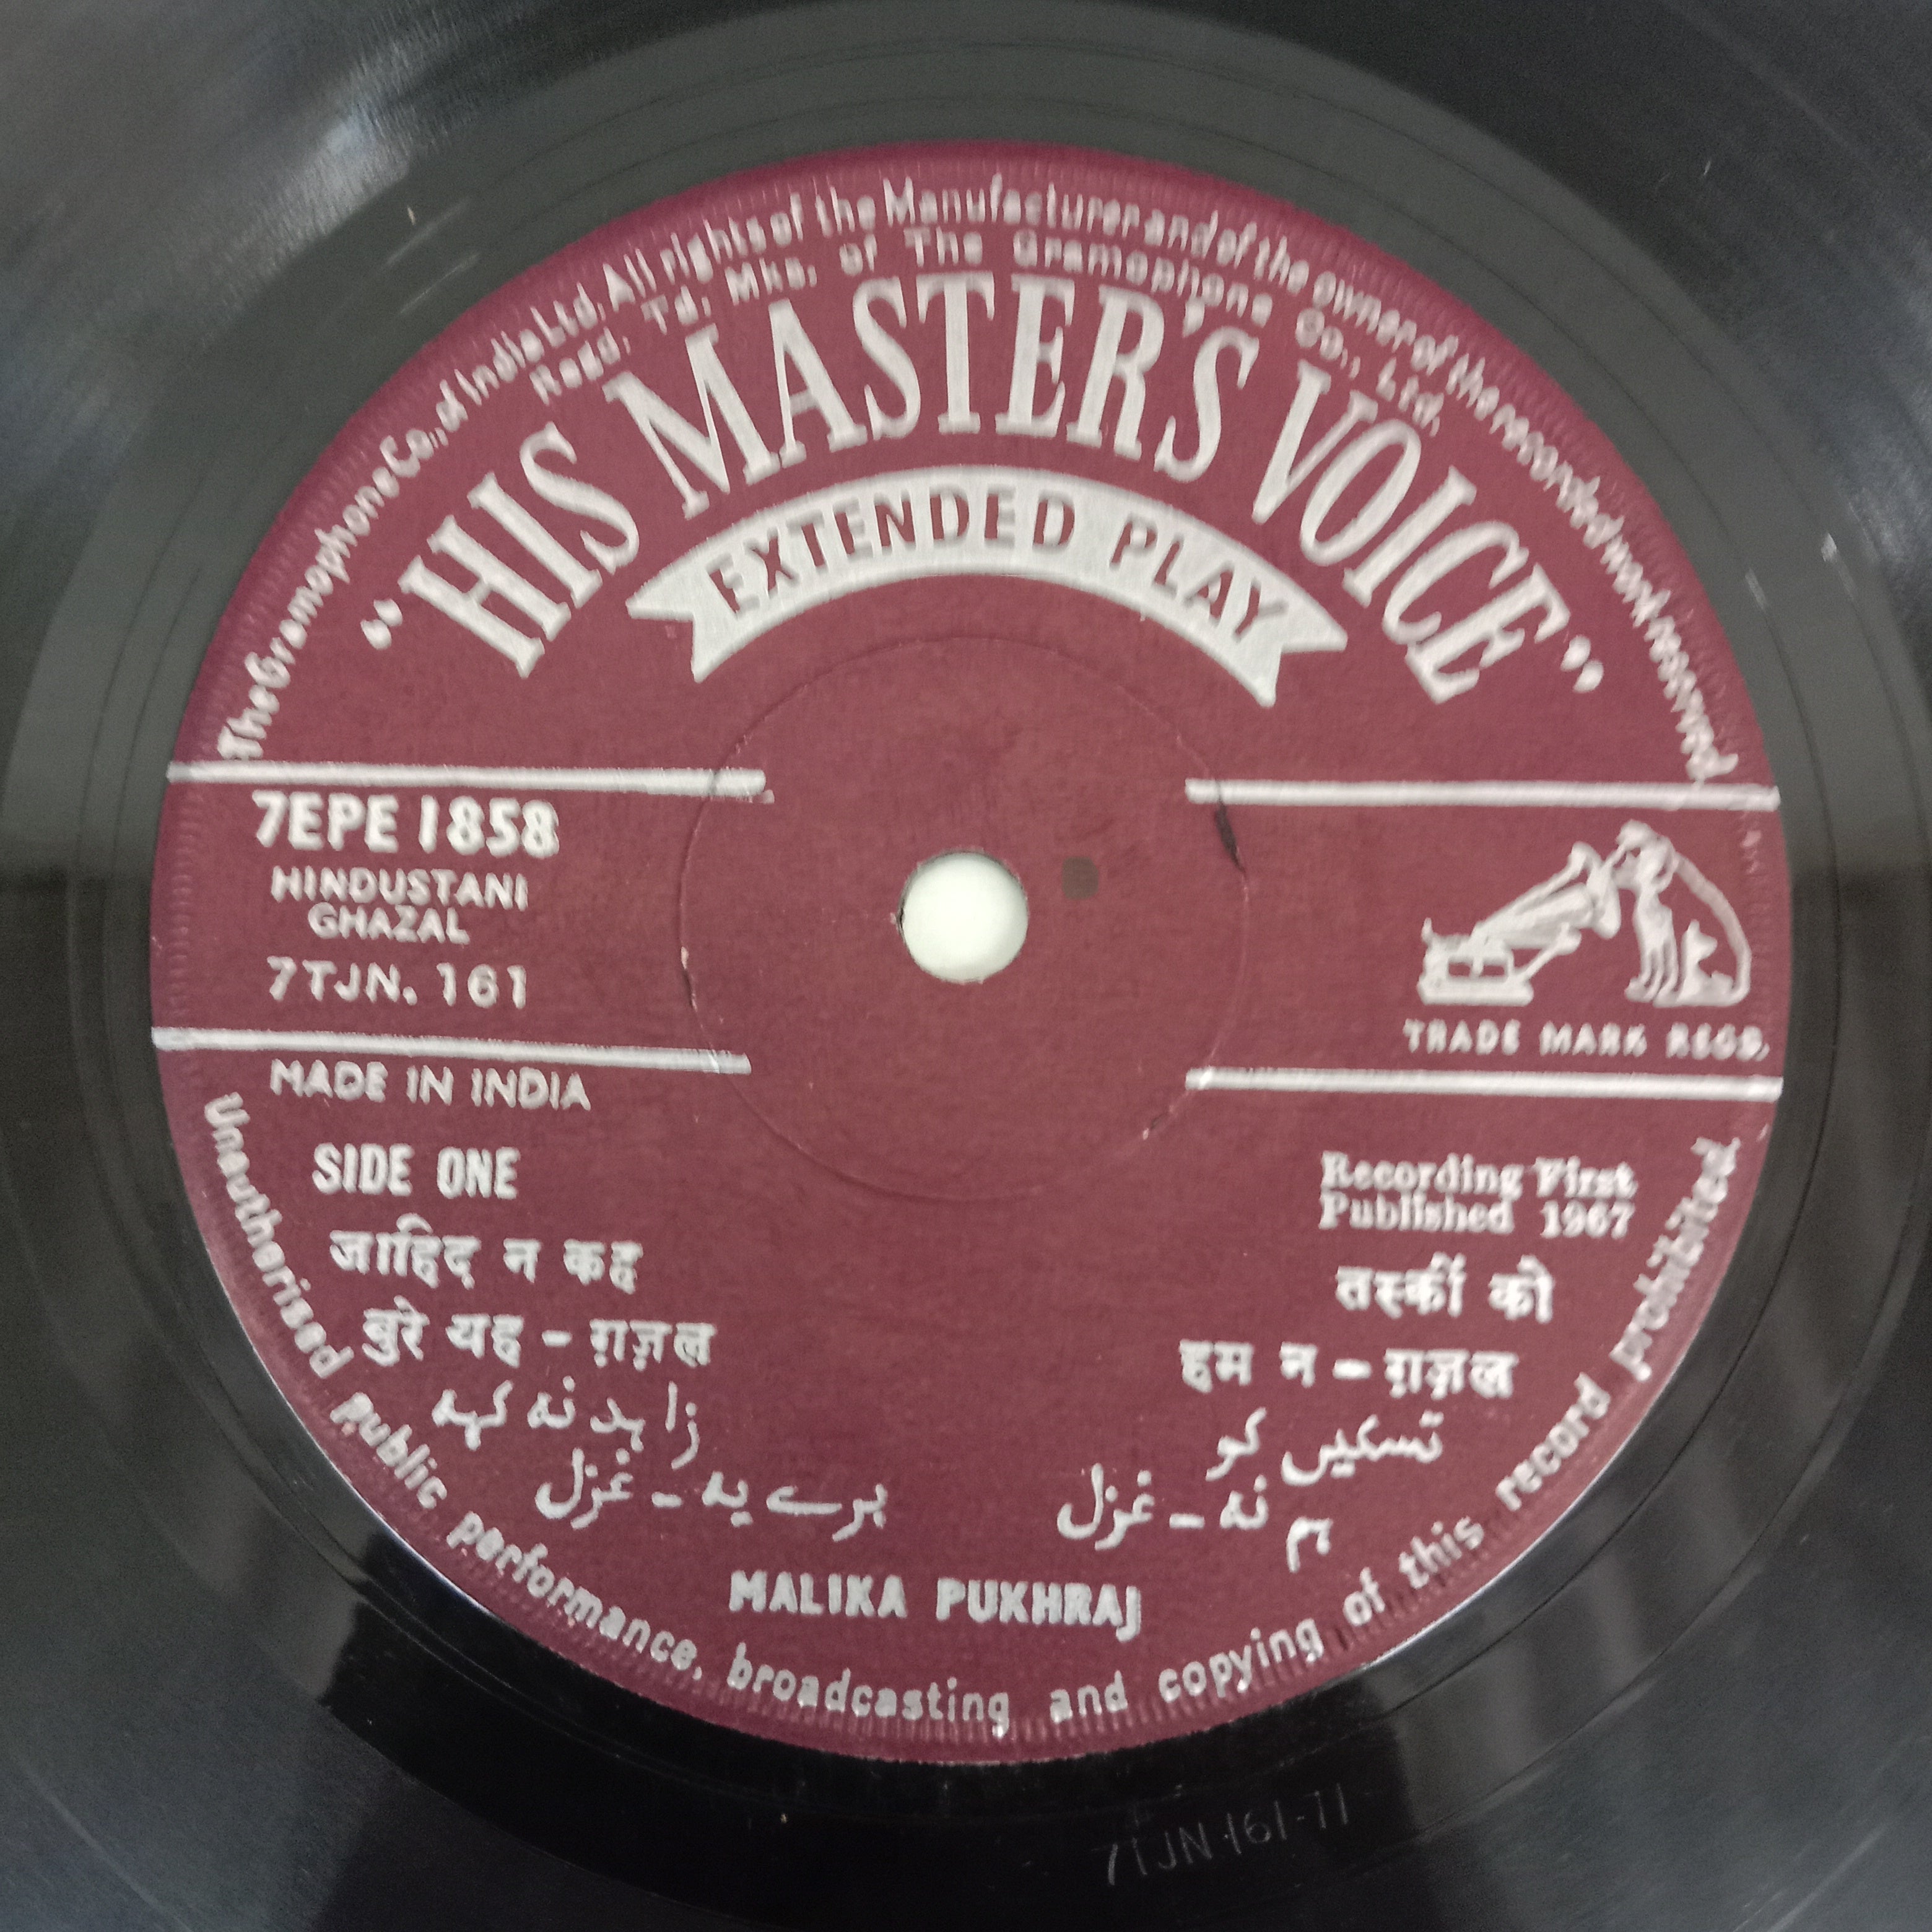 The Gramophone Co., of India Ltd. All rights of the Manufacturer and of the owner of the recorded work reserved
Regd. Td. Mks. of The Gramophone Co., Ltd.
"HIS MASTER'S VOICE"
EXTENDED PLAY
7EPE 1858
HINDUSTANI
GHAZAL
7TJN. 161
TRADE MARK REGD.
MADE IN INDIA
SIDE ONE
Recording First
Published 1967
जाहिद न कह
बुरे यह - ग़ज़ल
زاہد نہ کہہ
برے یہ - غزل
तस्कीं को
हम न - ग़ज़ल
تسکیں کو
ہم نہ - غزل
MALIKA PUKHRAJ
Unauthorised public performance, broadcasting and copying of this record prohibited.
7TJN 161-T1